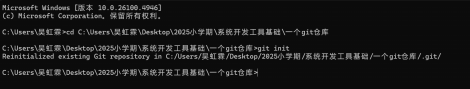 Microsoft Windows [版本 10.0.26100.4946]
(c) Microsoft Corporation。保留所有权利。
C:\Users\吴虹霖>cd C:\Users\吴虹霖\Desktop\2025小学期\系统开发工具基础\一个git仓库
C:\Users\吴虹霖\Desktop\2025小学期\系统开发工具基础\一个git仓库>git init
Reinitialized existing Git repository in C:/Users/吴虹霖/Desktop/2025小学期/系统开发工具基础/一个git仓库/.git/
C:\Users\吴虹霖\Desktop\2025小学期\系统开发工具基础\一个git仓库>